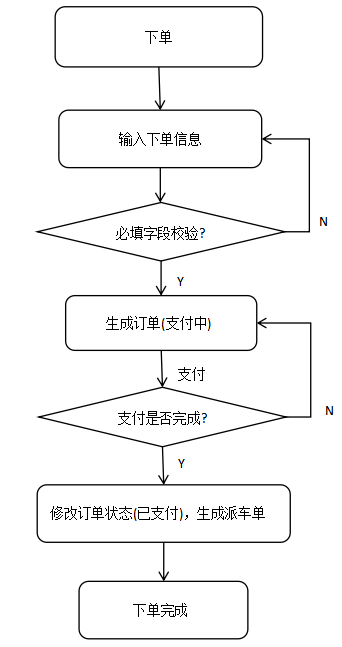 下单
输入下单信息
必填字段校验?
N
Y
生成订单(支付中)
支付
支付是否完成?
N
Y
修改订单状态(已支付)，生成派车单
下单完成